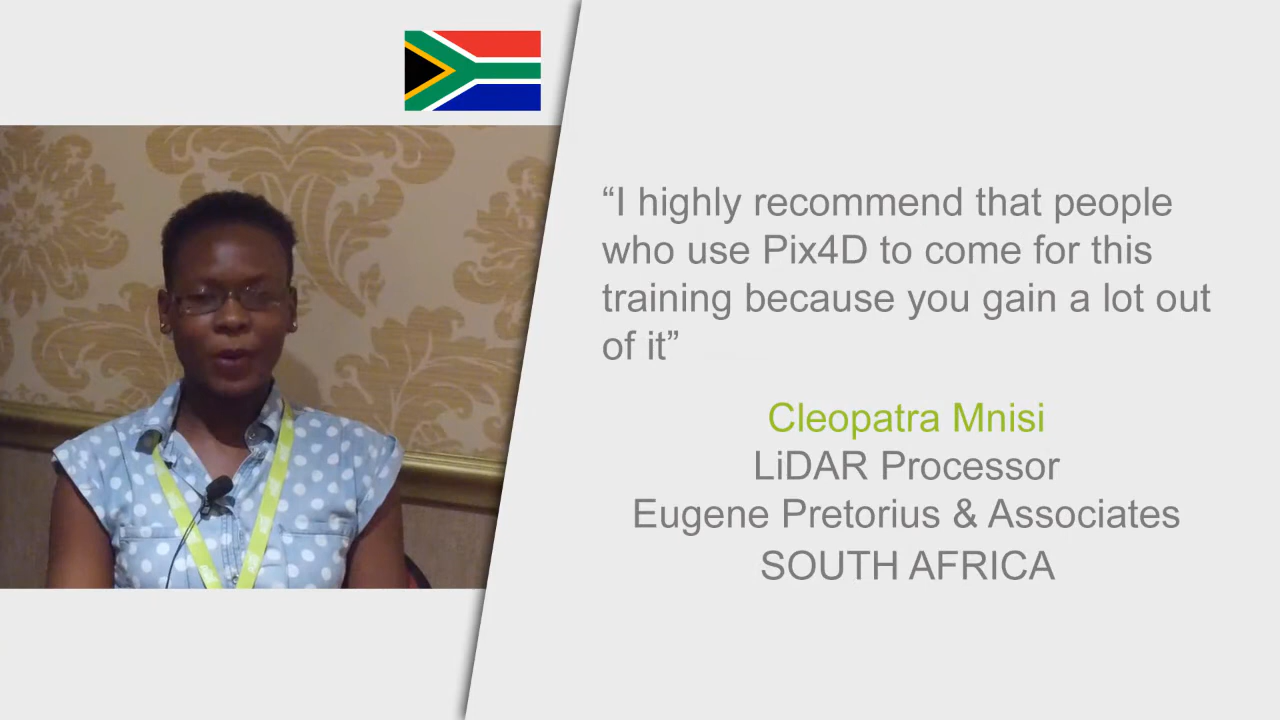 “I highly recommend that people
who use Pix4D to come for this
training because you gain a lot out
of it”
Cleopatra Mnisi
LiDAR Processor
Eugene Pretorius & Associates
SOUTH AFRICA